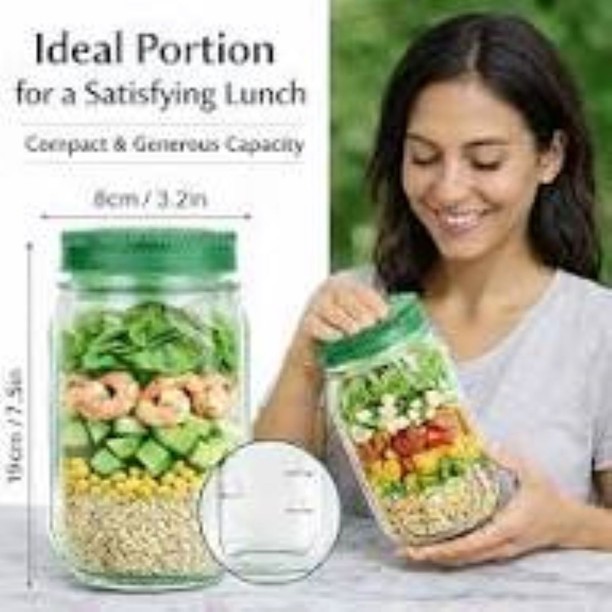 Ideal Portion
for a Satisfying Lunch
Compact & Generous Capacity
8cm / 3.2in
19cm / 7.5in